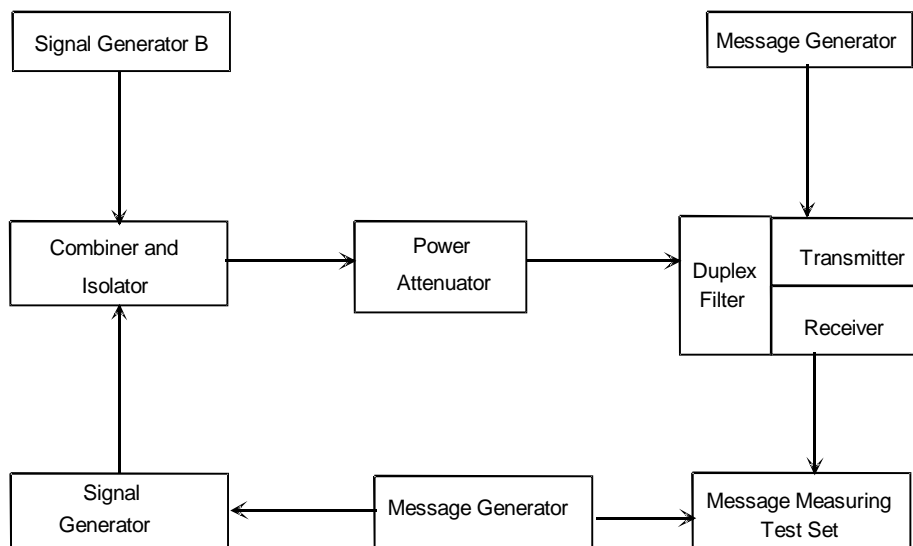 Signal Generator B
Message Generator
Combiner and
Isolator
Power
Attenuator
Duplex
Filter
Transmitter
Receiver
Signal
Generator
Message Generator
Message Measuring
Test Set